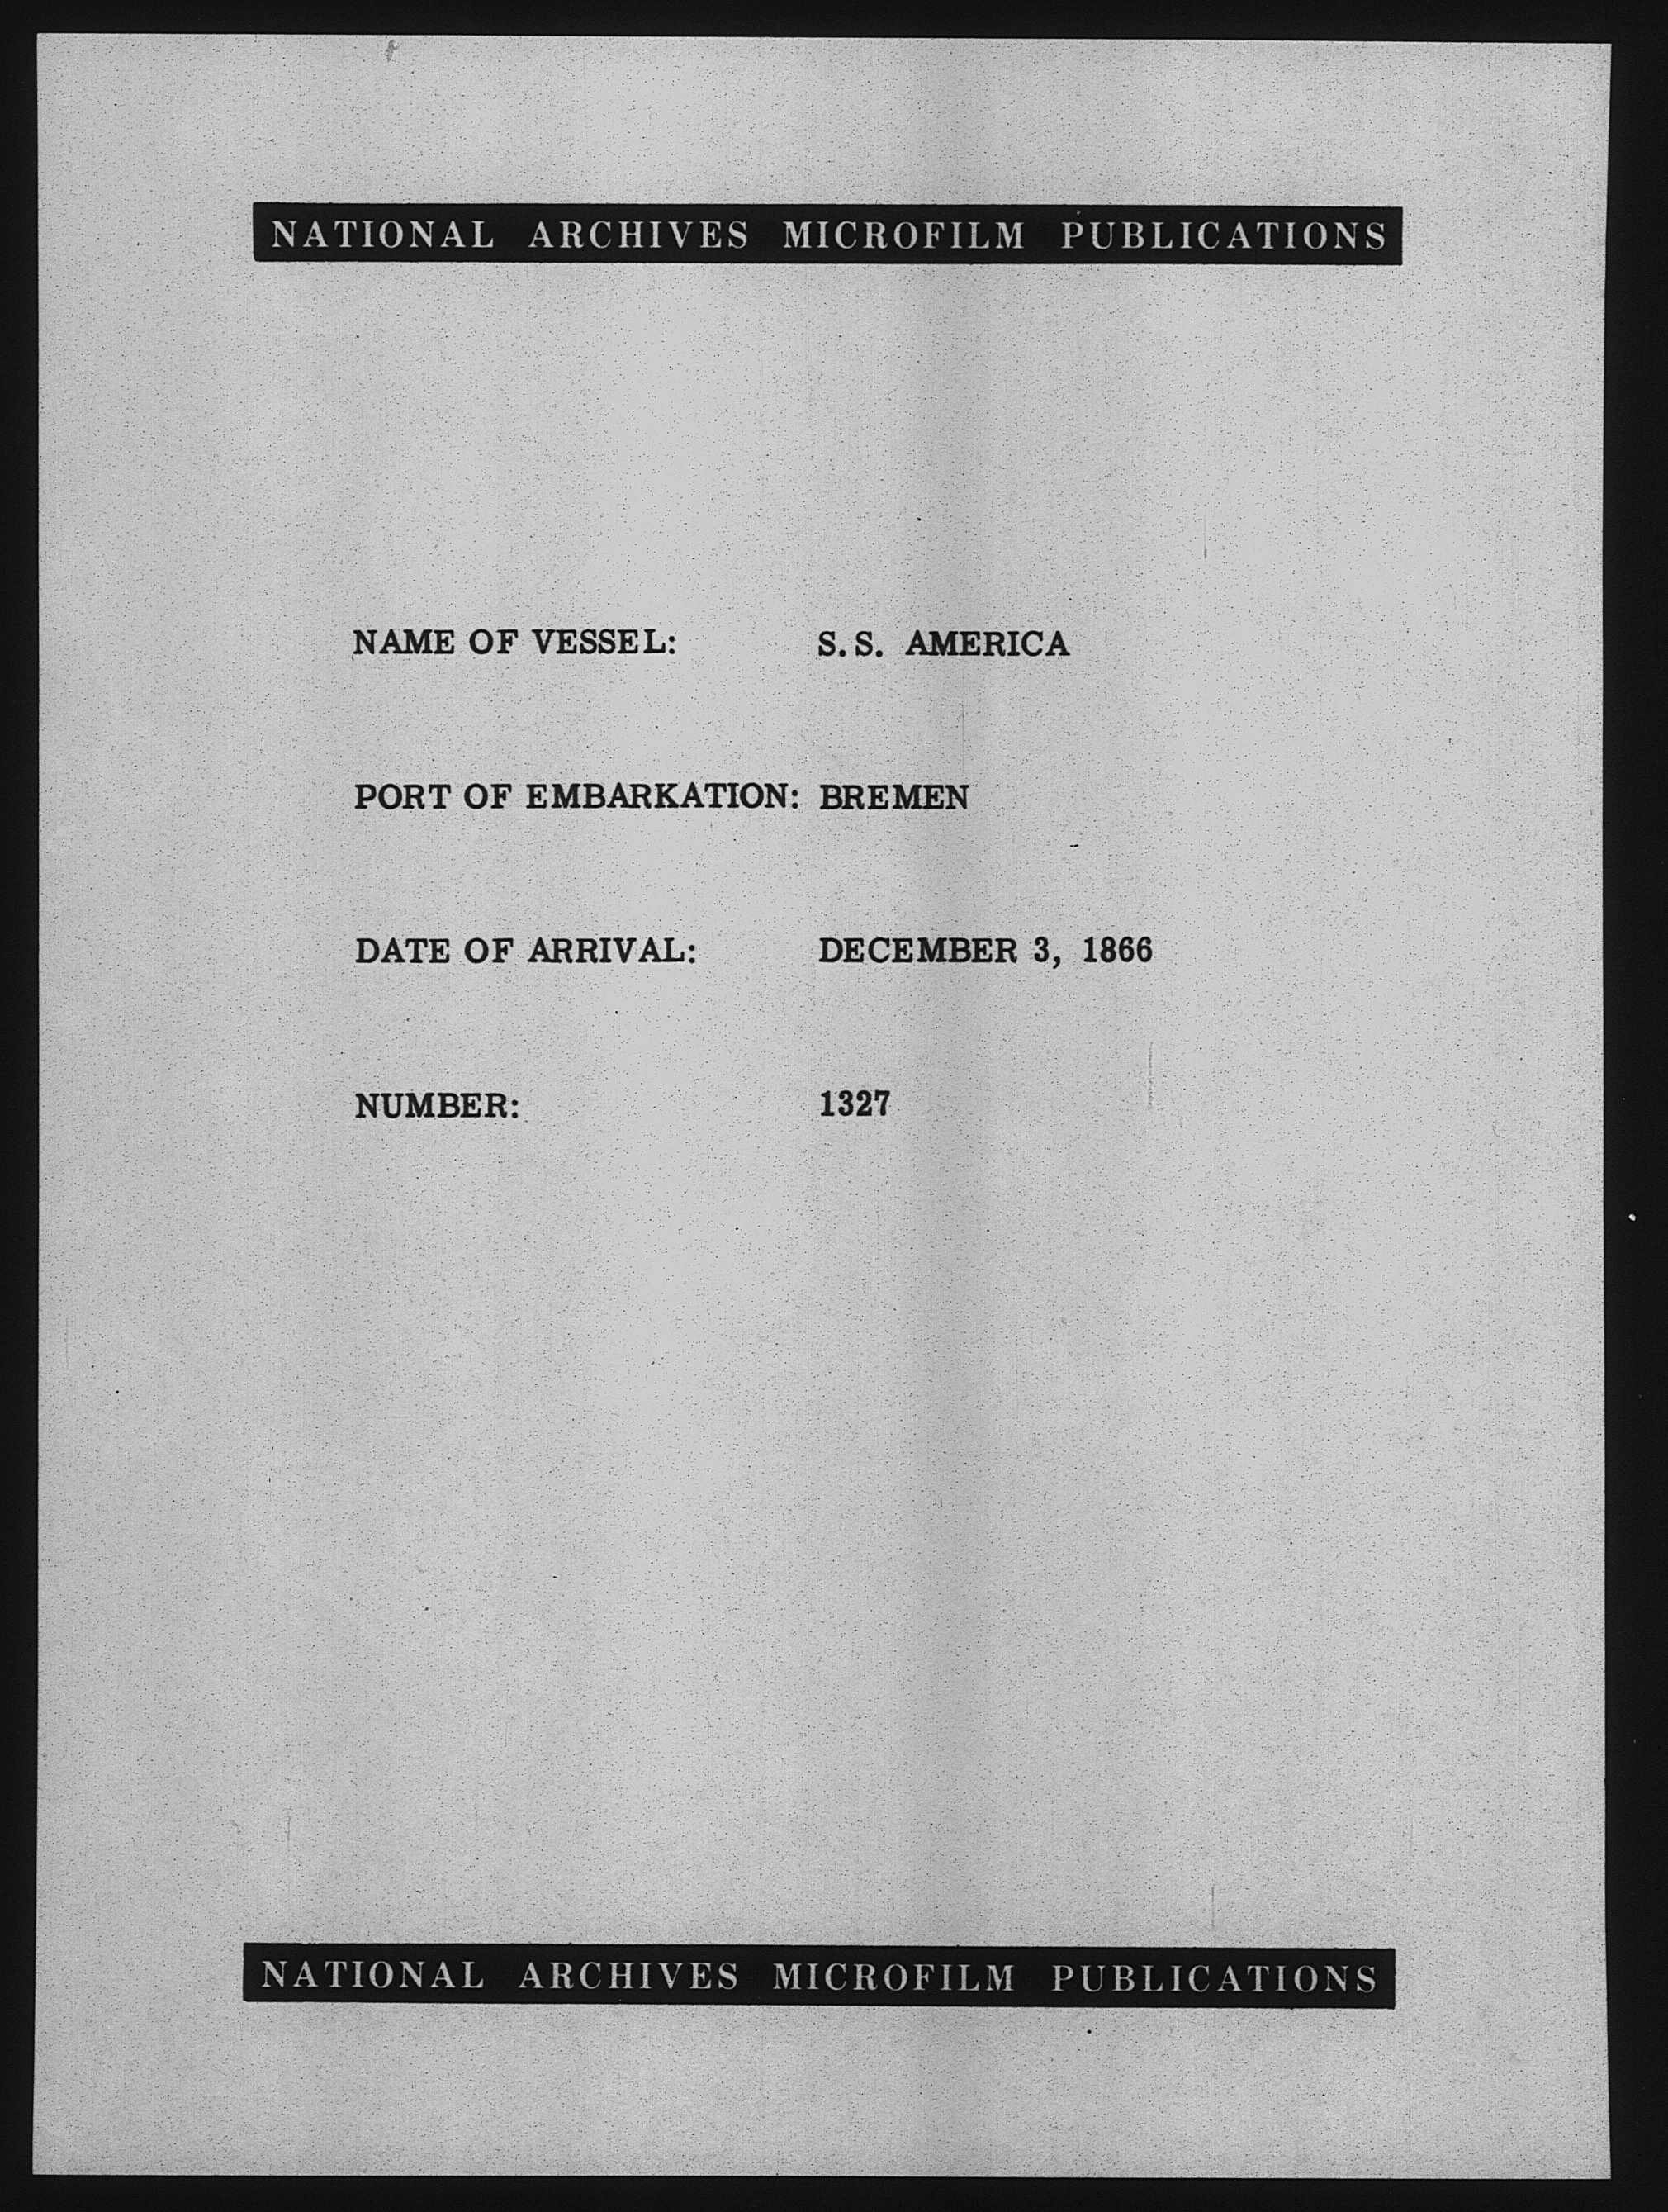 NATIONAL ARCHIVES MICROFILM PUBLICATIONS
NAME OF VESSEL: S.S. AMERICA
PORT OF EMBARKATION: BREMEN
DATE OF ARRIVAL: DECEMBER 3, 1866
NUMBER: 1327
NATIONAL ARCHIVES MICROFILM PUBLICATIONS